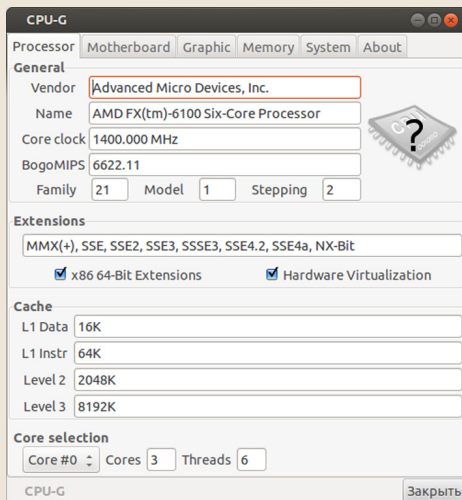 CPU-G
Processor Motherboard Graphic Memory System About
General
Vendor Advanced Micro Devices, Inc.
Name AMD FX(tm)-6100 Six-Core Processor
Core clock 1400.000 MHz
BogoMIPS 6622.11
Family 21 Model 1 Stepping 2
?
Extensions
MMX(+), SSE, SSE2, SSE3, SSSE3, SSE4.2, SSE4a, NX-Bit
x86 64-Bit Extensions Hardware Virtualization
Cache
L1 Data 16K
L1 Instr 64K
Level 2 2048K
Level 3 8192K
Core selection
Core #0 Cores 3 Threads 6
CPU-G Закрыть